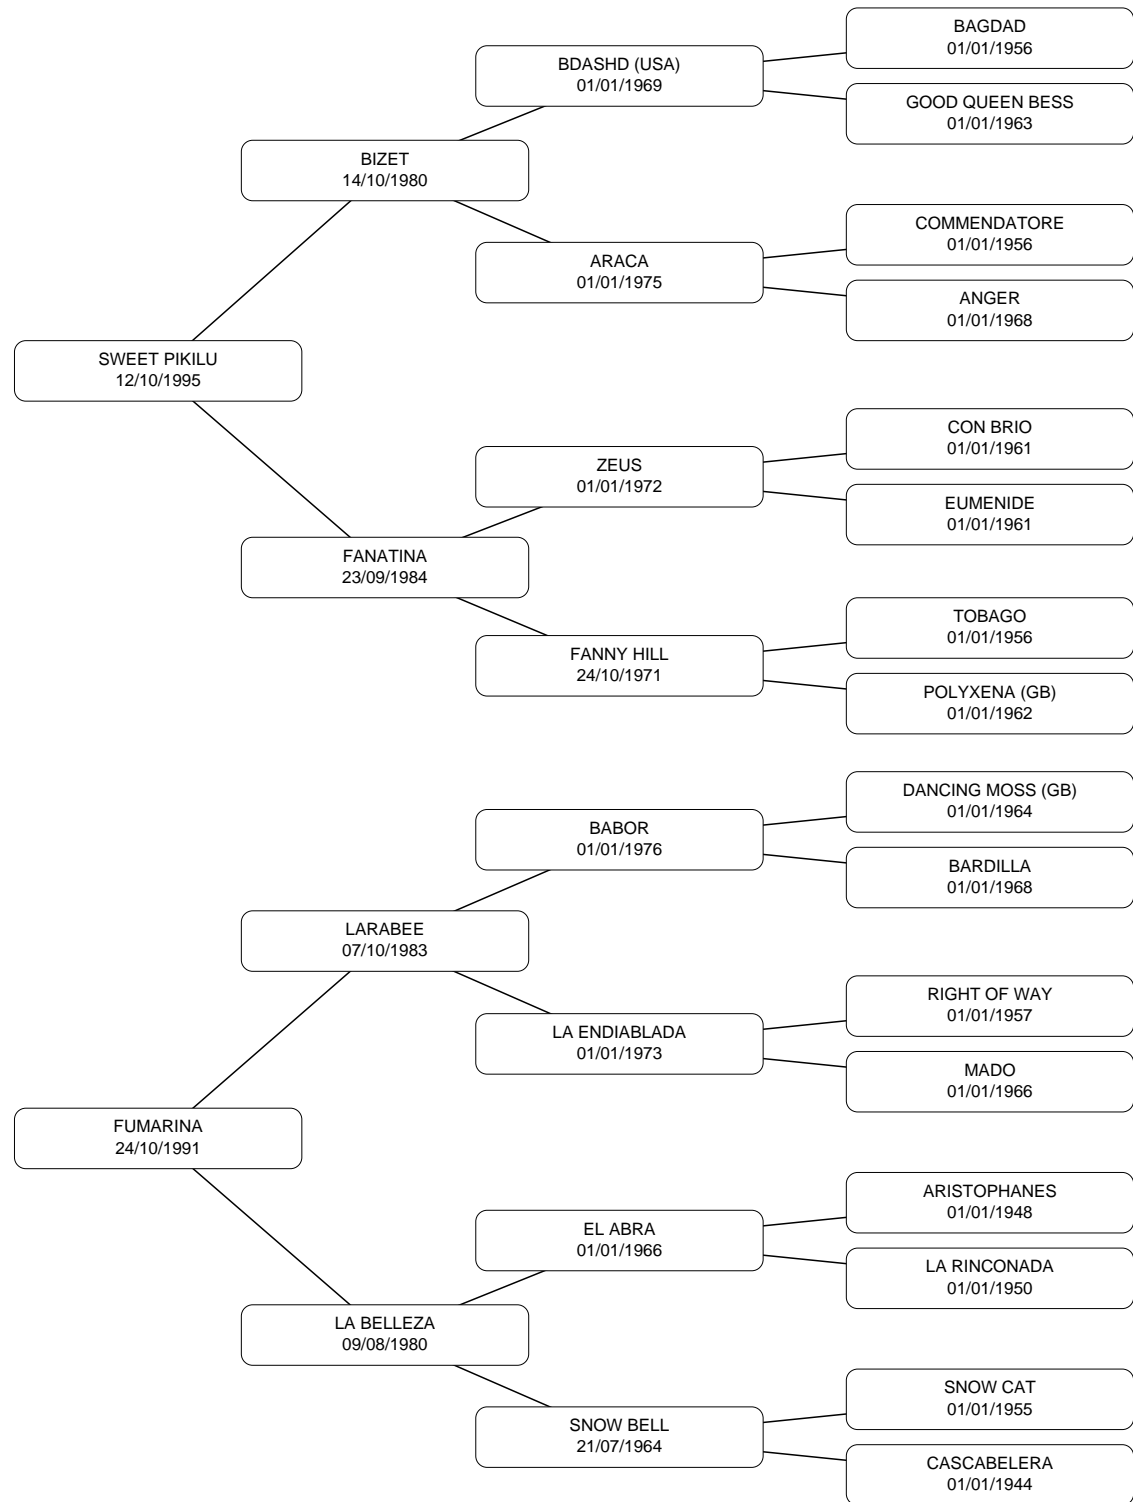 BAGDAD
01/01/1956
BDASHD (USA)
01/01/1969
GOOD QUEEN BESS
01/01/1963
BIZET
14/10/1980
COMMENDATORE
01/01/1956
ARACA
01/01/1975
ANGER
01/01/1968
SWEET PIKILU
12/10/1995
CON BRIO
01/01/1961
ZEUS
01/01/1972
EUMENIDE
01/01/1961
FANATINA
23/09/1984
TOBAGO
01/01/1956
FANNY HILL
24/10/1971
POLYXENA (GB)
01/01/1962
DANCING MOSS (GB)
01/01/1964
BABOR
01/01/1976
BARDILLA
01/01/1968
LARABEE
07/10/1983
RIGHT OF WAY
01/01/1957
LA ENDIABLADA
01/01/1973
MADO
01/01/1966
FUMARINA
24/10/1991
ARISTOPHANES
01/01/1948
EL ABRA
01/01/1966
LA RINCONADA
01/01/1950
LA BELLEZA
09/08/1980
SNOW CAT
01/01/1955
SNOW BELL
21/07/1964
CASCABELERA
01/01/1944